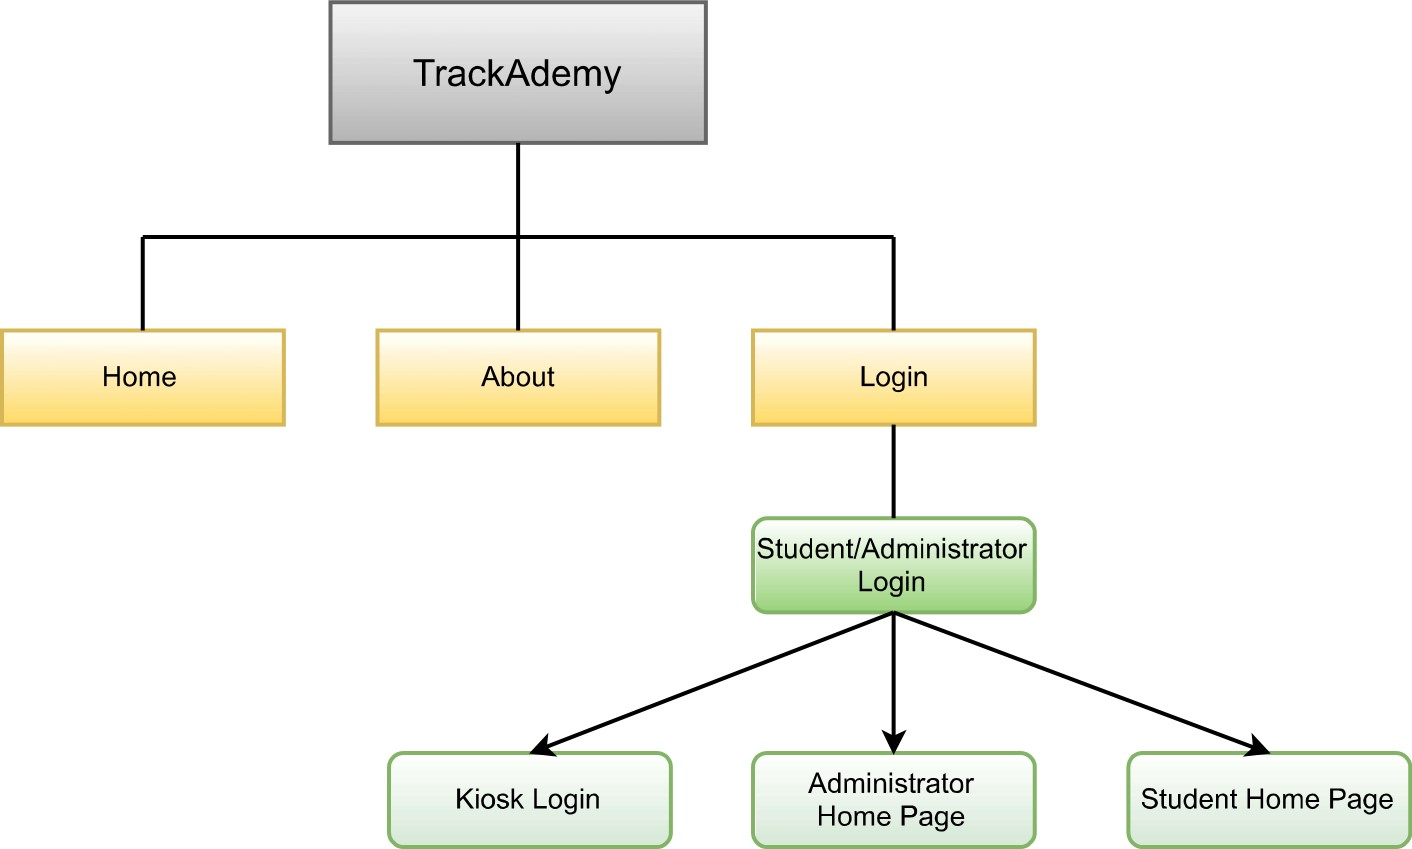 TrackAdemy
Home
About
Login
Student/Administrator
Login
Kiosk Login
Administrator
Home Page
Student Home Page